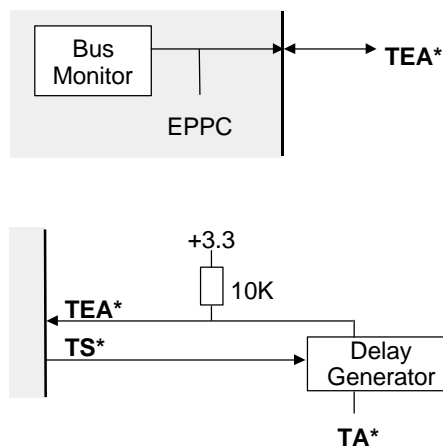 Bus
Monitor
TEA*
EPPC
+3.3
10K
TEA*
TS*
Delay
Generator
TA*